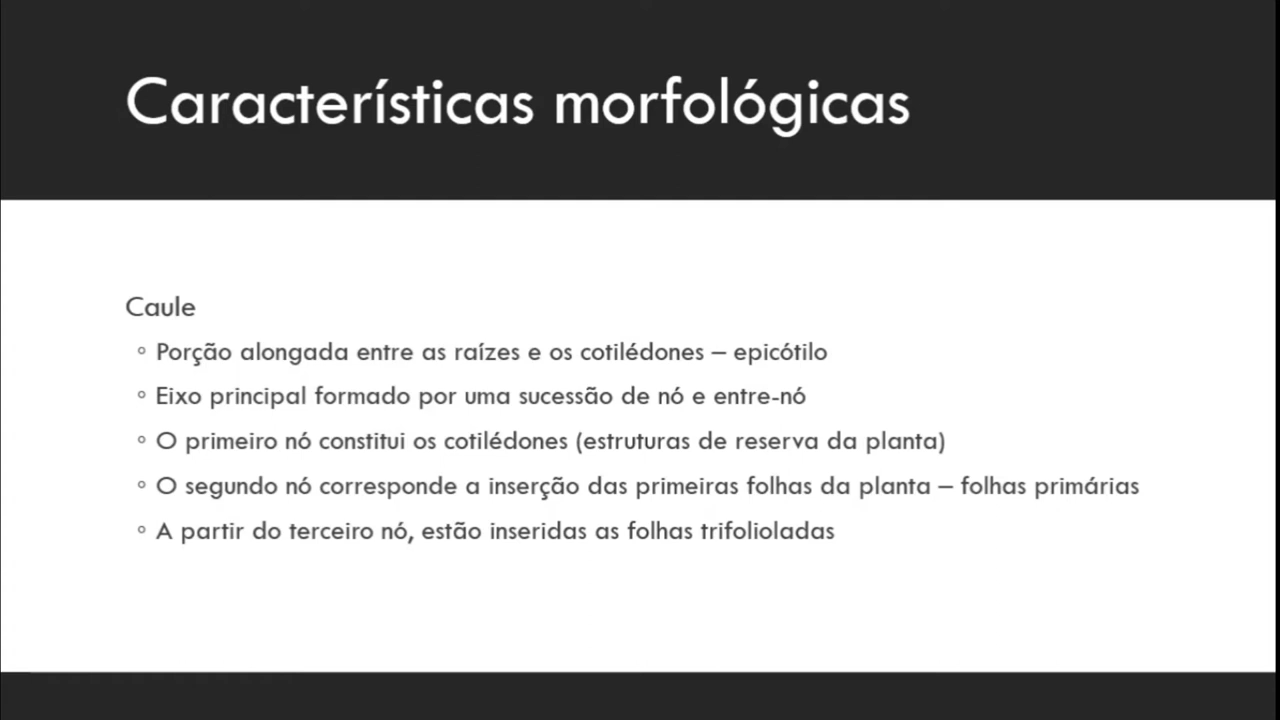 Características morfológicas
Caule
◦ Porção alongada entre as raízes e os cotilédones – epicótilo
◦ Eixo principal formado por uma sucessão de nó e entre-nó
◦ O primeiro nó constitui os cotilédones (estruturas de reserva da planta)
◦ O segundo nó corresponde a inserção das primeiras folhas da planta – folhas primárias
◦ A partir do terceiro nó, estão inseridas as folhas trifolioladas